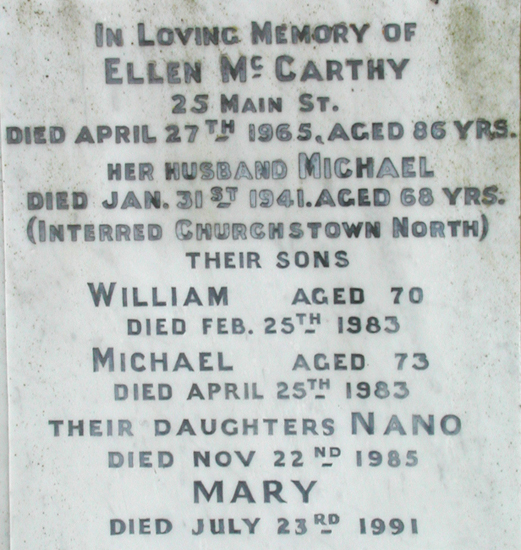 IN LOVING MEMORY OF
ELLEN MC CARTHY
25 MAIN ST.
DIED APRIL 27TH 1965, AGED 86 YRS.
HER HUSBAND MICHAEL
DIED JAN. 31ST 1941. AGED 68 YRS.
(INTERRED CHURCHSTOWN NORTH)
THEIR SONS
WILLIAM AGED 70
DIED FEB. 25TH 1983
MICHAEL AGED 73
DIED APRIL 25TH 1983
THEIR DAUGHTERS NANO
DIED NOV 22ND 1985
MARY
DIED JULY 23RD 1991